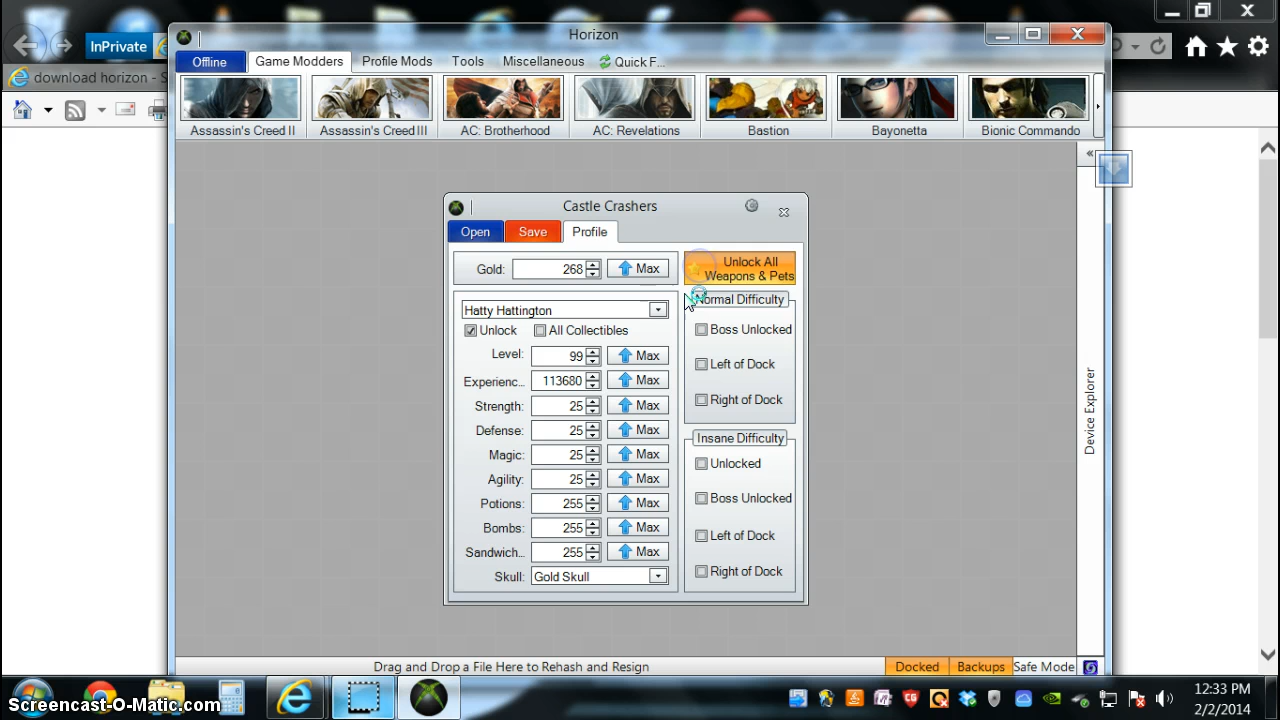 Horizon
InPrivate
download horizon - S
Offline
Game Modders
Profile Mods
Tools
Miscellaneous
Quick F...
Assassin's Creed II
Assassin's Creed III
AC: Brotherhood
AC: Revelations
Bastion
Bayonetta
Bionic Commando
Castle Crashers
Open
Save
Profile
Gold:
268
Max
Unlock All
Weapons & Pets
Hatty Hattington
Unlock
All Collectibles
Level:
99
Max
Experienc...
113680
Max
Strength:
25
Max
Defense:
25
Max
Magic:
25
Max
Agility:
25
Max
Potions:
255
Max
Bombs:
255
Max
Sandwich...
255
Max
Skull:
Gold Skull
Normal Difficulty
Boss Unlocked
Left of Dock
Right of Dock
Insane Difficulty
Unlocked
Boss Unlocked
Left of Dock
Right of Dock
Device Explorer
Drag and Drop a File Here to Rehash and Resign
Docked
Backups
Safe Mode
Screencast-O-Matic.com
12:33 PM
2/2/2014